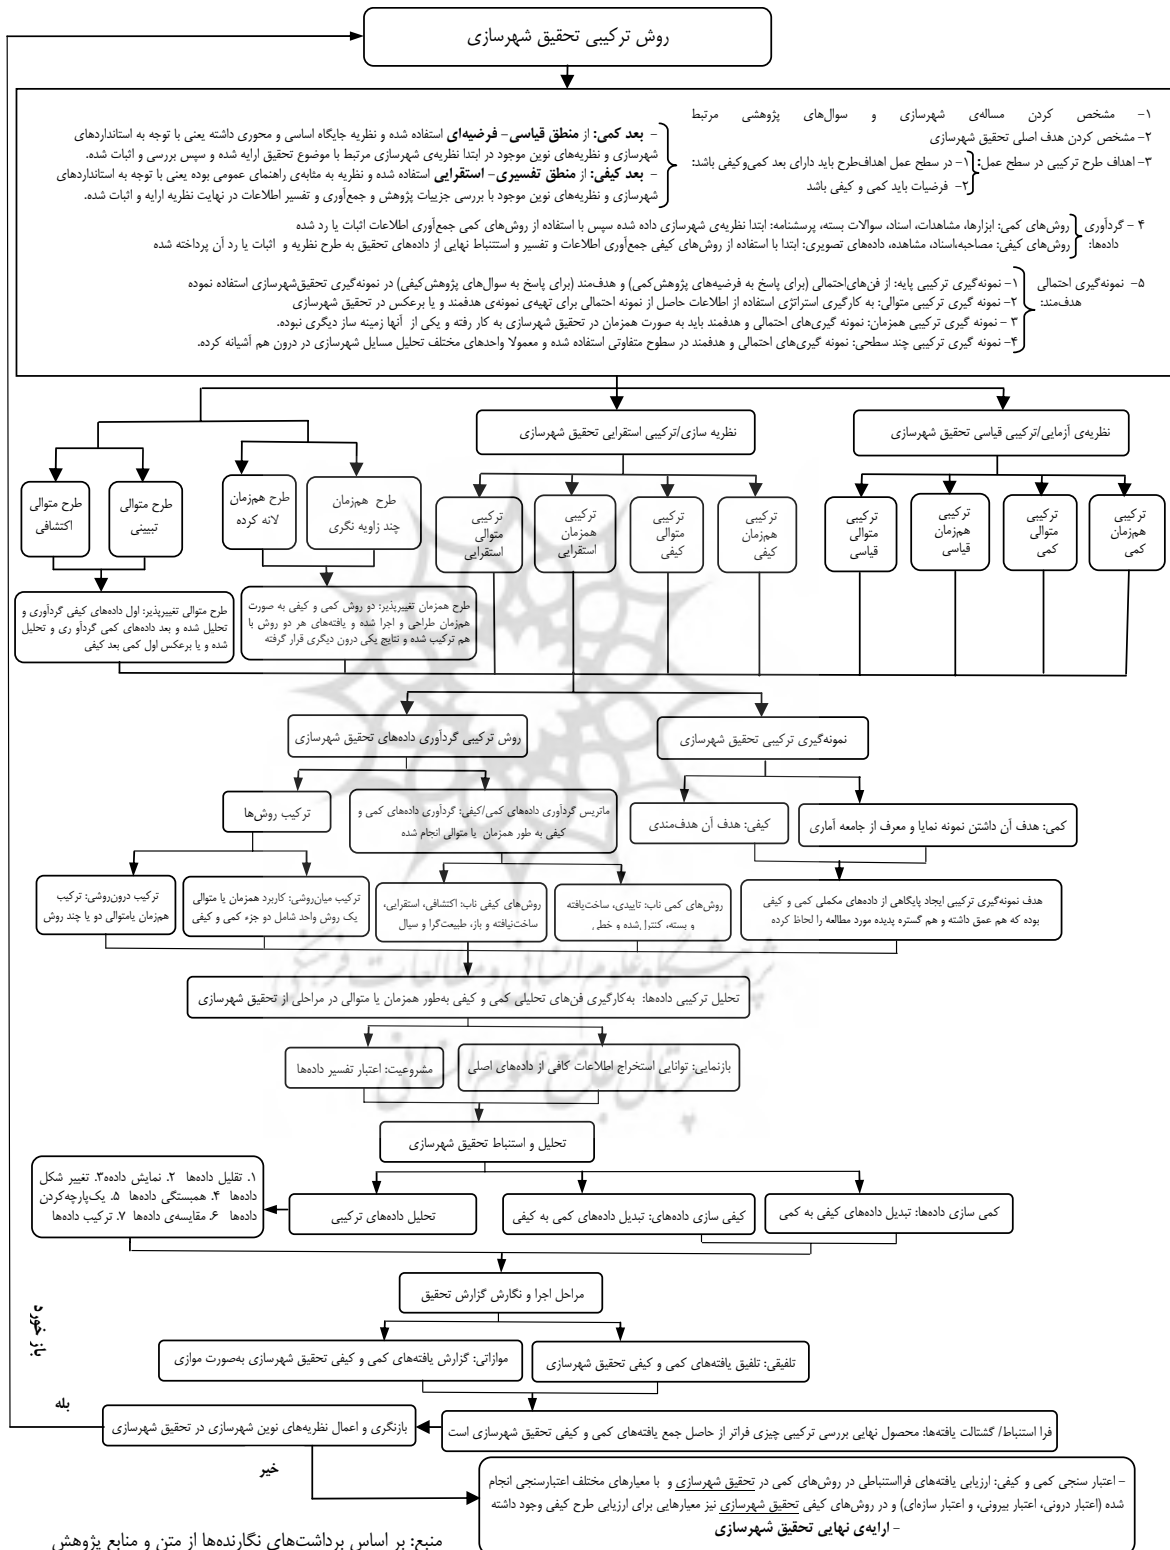 روش ترکیبی تحقیق شهرسازی
۱- مشخص کردن مساله‌ی شهرسازی و سوال‌های پژوهشی مرتبط
۲- مشخص کردن هدف اصلی تحقیق شهرسازی
۳- اهداف طرح ترکیبی در سطح عمل:
۱- در سطح عمل اهداف‌طرح باید دارای بعد کمی‌وکیفی باشد:
۲- فرضیات باید کمی و کیفی باشد
- بعد کمی: از منطق قیاسی- فرضیه‌ای استفاده شده و نظریه جایگاه اساسی و محوری داشته یعنی با توجه به استانداردهای
شهرسازی و نظریه‌های نوین موجود در ابتدا نظریه‌ی شهرسازی مرتبط با موضوع تحقیق ارایه شده و سپس بررسی و اثبات شده.
- بعد کیفی: از منطق تفسیری- استقرایی استفاده شده و نظریه به مثابه‌ی راهنمای عمومی بوده یعنی با توجه به استانداردهای
شهرسازی و نظریه‌های نوین موجود با بررسی جزییات پژوهش و جمع‌آوری و تفسیر اطلاعات در نهایت نظریه ارایه و اثبات شده.
۴ - گردآوری
داده‌ها:
روش‌های کمی: ابزارها، مشاهدات، اسناد، سوالات بسته، پرسشنامه: ابتدا نظریه‌ی شهرسازی داده شده سپس با استفاده از روش‌های کمی جمع‌آوری اطلاعات اثبات یا رد شده
روش‌های کیفی: مصاحبه،اسناد، مشاهده، داده‌های تصویری: ابتدا با استفاده از روش‌های کیفی جمع‌آوری اطلاعات و تفسیر و استتنباط نهایی از داده‌های تحقیق به طرح نظریه و اثبات یا رد آن پرداخته شده
۵- نمونه‌گیری احتمالی
هدفمند:
۱- نمونه‌گیری ترکیبی پایه: از فن‌های‌احتمالی (برای پاسخ به فرضیه‌های پژوهش‌کمی) و هدف‌مند (برای پاسخ به سوال‌های پژوهش‌کیفی) در نمونه‌گیری تحقیق‌شهرسازی استفاده نموده
۲- نمونه گیری ترکیبی متوالی: به کارگیری استراتژی استفاده از اطلاعات حاصل از نمونه احتمالی برای تهیه‌ی نمونه‌ی هدفمند و یا برعکس در تحقیق شهرسازی
۳ - نمونه گیری ترکیبی همزمان: نمونه گیری‌های احتمالی و هدفمند باید به صورت همزمان در تحقیق شهرسازی به کار رفته و یکی از آنها زمینه ساز دیگری نبوده.
۴- نمونه گیری ترکیبی چند سطحی: نمونه گیری‌های احتمالی و هدفمند در سطوح متفاوتی استفاده شده و معمولا واحدهای مختلف تحلیل مسایل شهرسازی در درون هم آشیانه کرده.
نظریه‌ی آزمایی/ترکیبی قیاسی تحقیق شهرسازی
نظریه سازی/ترکیبی استقرایی تحقیق شهرسازی
ترکیبی
هم‌زمان
کمی
ترکیبی
متوالی
کمی
ترکیبی
هم‌زمان
قیاسی
ترکیبی
متوالی
قیاسی
ترکیبی
هم‌زمان
کیفی
ترکیبی
متوالی
کیفی
ترکیبی
همزمان
استقرایی
ترکیبی
متوالی
استقرایی
طرح هم‌زمان
چند زاویه نگری
طرح هم‌زمان
لانه کرده
طرح متوالی
تبیینی
طرح متوالی
اکتشافی
طرح همزمان تغییرپذیر: دو روش کمی و کیفی به صورت
هم‌زمان طراحی و اجرا شده و یافته‌های هر دو روش با
هم ترکیب شده و نتایج یکی درون دیگری قرار گرفته
طرح متوالی تغییرپذیر: اول داده‌های کیفی گردآوری و
تحلیل شده و بعد داده‌های کمی گردآو ری و تحلیل
شده و یا برعکس اول کمی بعد کیفی
نمونه‌گیری ترکیبی تحقیق شهرسازی
روش ترکیبی گردآوری داده‌های تحقیق شهرسازی
کمی: هدف آن داشتن نمونه نمایا و معرف از جامعه آماری
کیفی: هدف آن هدف‌مندی
ماتریس گردآوری داده‌های کمی/کیفی: گردآوری داده‌های کمی و
کیفی به طور همزمان یا متوالی انجام شده
ترکیب روش‌ها
هدف نمونه‌گیری ترکیبی ایجاد پایگاهی از داده‌های مکملی کمی و کیفی
بوده که هم عمق داشته و هم گستره پدیده مورد مطالعه را لحاظ کرده
روش‌های کمی ناب: تاییدی، ساخت‌یافته
و بسته، کنترل‌شده و خطی
روش‌های کیفی ناب: اکتشافی، استقرایی،
ساخت‌نیافته و باز، طبیعت‌گرا و سیال
ترکیب میان‌روشی: کاربرد همزمان یا متوالی
یک روش واحد شامل دو جزء کمی و کیفی
ترکیب درون‌روشی: ترکیب
هم‌زمان یامتوالی دو یا چند روش
پژوهشگاه علوم انسانی و مطالعات فرهنگی
تحلیل ترکیبی داده‌ها: به‌کارگیری فن‌های تحلیلی کمی و کیفی به‌طور همزمان یا متوالی در مراحلی از تحقیق شهرسازی
بازنمایی: توانایی استخراج اطلاعات کافی از داده‌های اصلی
مشروعیت: اعتبار تفسیر داده‌ها
پرتال جامع علوم انسانی
تحلیل و استنباط تحقیق شهرسازی
کمی سازی داده‌ها: تبدیل داده‌های کیفی به کمی
کیفی سازی داده‌های: تبدیل داده‌های کمی به کیفی
تحلیل داده‌های ترکیبی
۱. تقلیل داده‌ها ۲. نمایش داده‌ه۳. تغییر شکل
داده‌ها ۴. همبستگی داده‌ها ۵. یک‌پارچه‌کردن
داده‌ها ۶. مقایسه‌ی داده‌ها ۷. ترکیب داده‌ها
مراحل اجرا و نگارش گزارش تحقیق
تلفیقی: تلفیق یافته‌های کمی و کیفی تحقیق شهرسازی
موازاتی: گزارش یافته‌های کمی و کیفی تحقیق شهرسازی به‌صورت موازی
باز خورد
فرا استنباط/ گشتالت یافته‌ها: محصول نهایی بررسی ترکیبی چیزی فراتر از حاصل جمع یافته‌های کمی و کیفی تحقیق شهرسازی است
بازنگری و اعمال نظریه‌های نوین شهرسازی در تحقیق شهرسازی
بله
خیر
- اعتبار سنجی کمی و کیفی: ارزیابی یافته‌های فرااستنباطی در روش‌های کمی در تحقیق شهرسازی و با معیارهای مختلف اعتبارسنجی انجام
شده (اعتبار درونی، اعتبار بیرونی، و اعتبار سازه‌ای) و در روش‌های کیفی تحقیق شهرسازی نیز معیارهایی برای ارزیابی طرح کیفی وجود داشته
- ارایه‌ی نهایی تحقیق شهرسازی
منبع: بر اساس برداشت‌های نگارنده‌ها از متن و منابع پژوهش